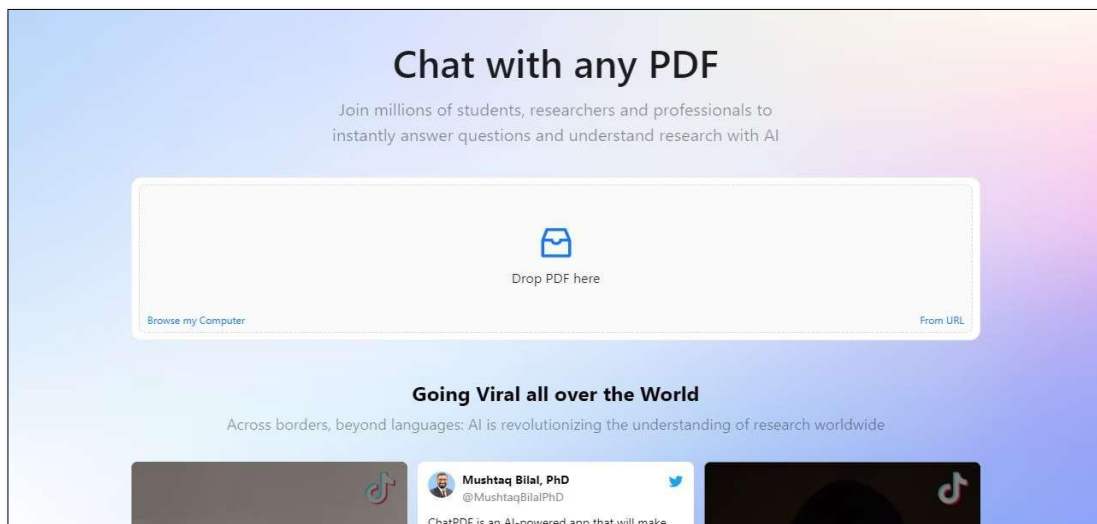 Chat with any PDF
Join millions of students, researchers and professionals to
instantly answer questions and understand research with AI
Drop PDF here
Browse my Computer
From URL
Going Viral all over the World
Across borders, beyond languages: AI is revolutionizing the understanding of research worldwide
Mushtaq Bilal, PhD
@MushtaqBilalPhD
ChatPDF is an AI-powered app that will make